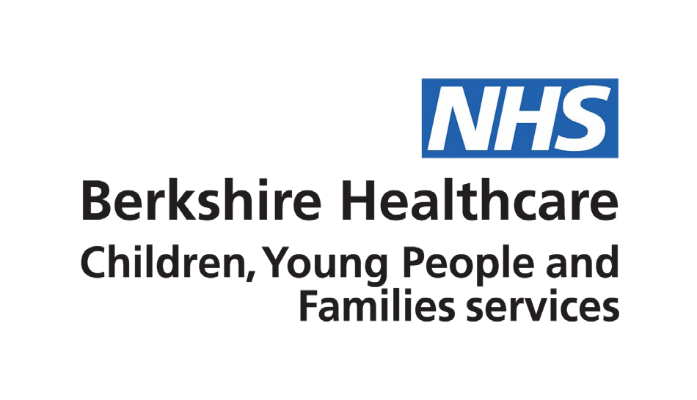 NHS
Berkshire Healthcare
Children, Young People and
Families services